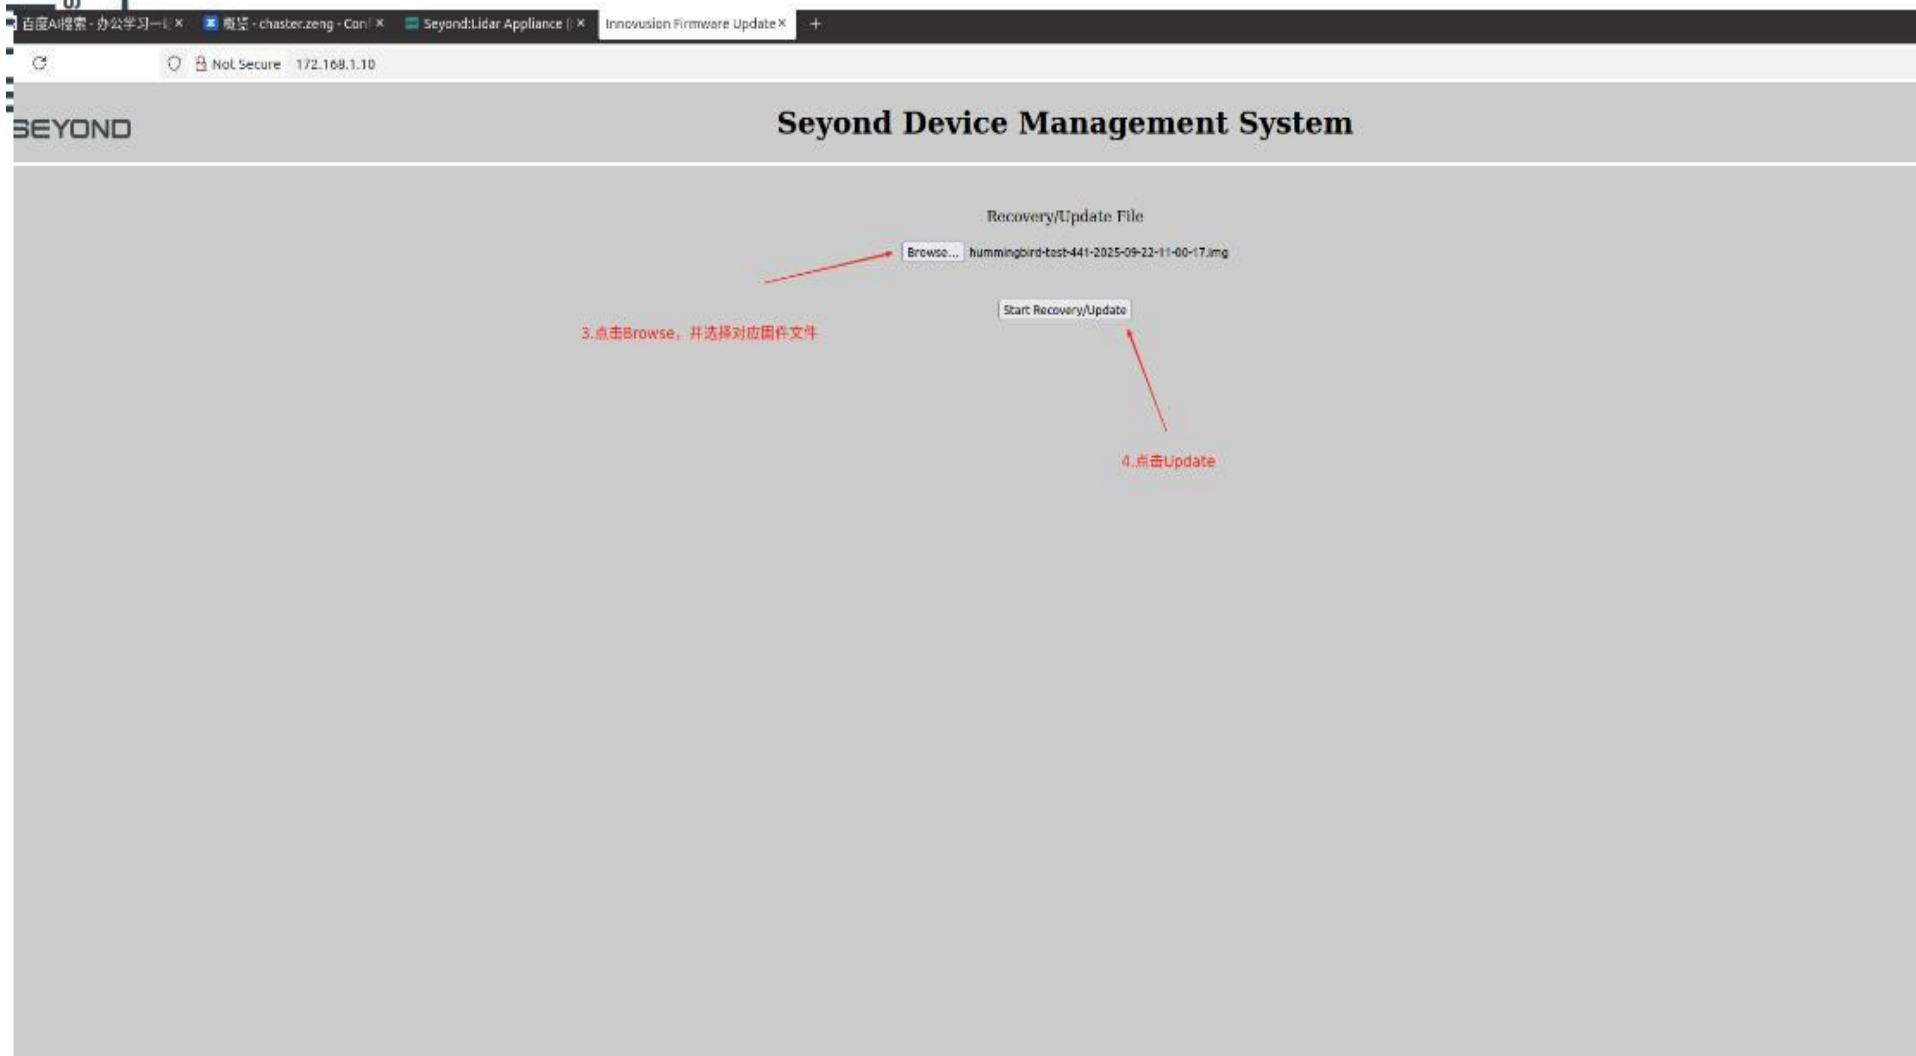 百度AI搜索 - 办公学习一
概览 - chaster.zeng - Con
Seyond:Lidar Appliance (
Innovusion Firmware Update
Not Secure 172.168.1.10
SEYOND
Seyond Device Management System
Recovery/Update File
Browse... hummingbird-test-441-2025-09-22-11-00-17.img
Start Recovery/Update
3.点击Browse，并选择对应固件文件
4.点击Update